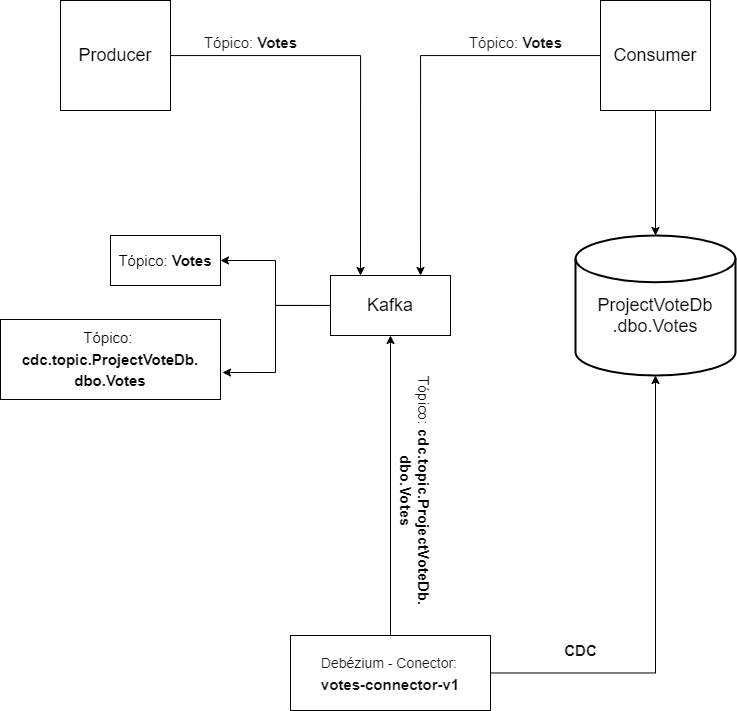 Producer
Tópico: Votes
Tópico: Votes
Consumer
Tópico: Votes
Kafka
ProjectVoteDb
.dbo.Votes
Tópico:
cdc.topic.ProjectVoteDb.
dbo.Votes
Tópico: cdc.topic.ProjectVoteDb.
dbo.Votes
Debézium - Conector:
votes-connector-v1
CDC